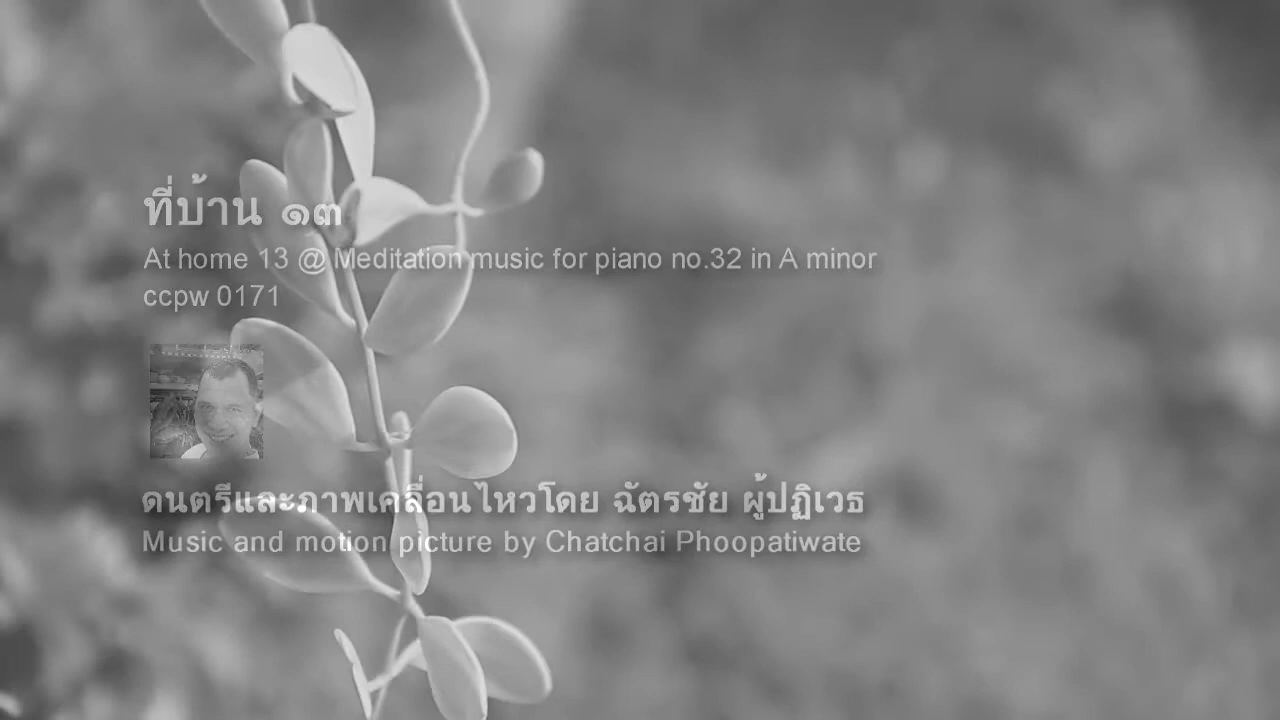 ที่บ้าน ๑๓
At home 13 @ Meditation music for piano no.32 in A minor
ccpw 0171
ดนตรีและภาพเคลื่อนไหวโดย ฉัตรชัย ผู้ปฏิเวธ
Music and motion picture by Chatchai Phoopatiwate